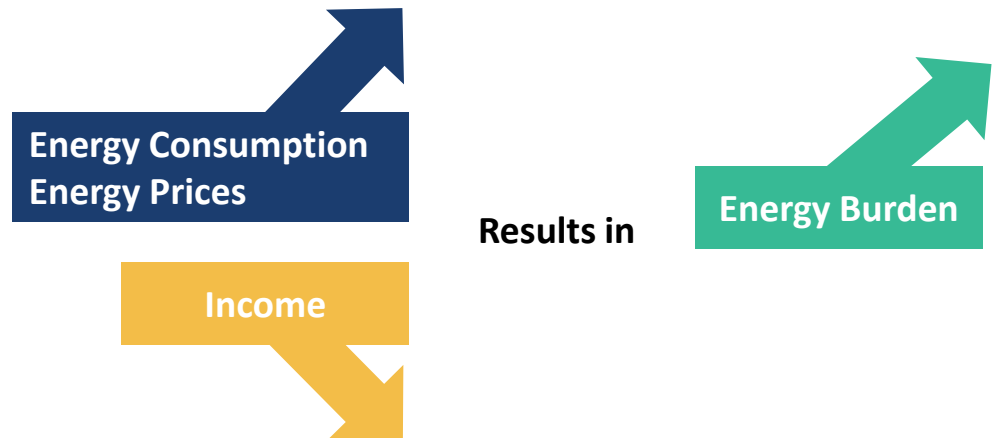 Energy Consumption
Energy Prices
Results in
Energy Burden
Income